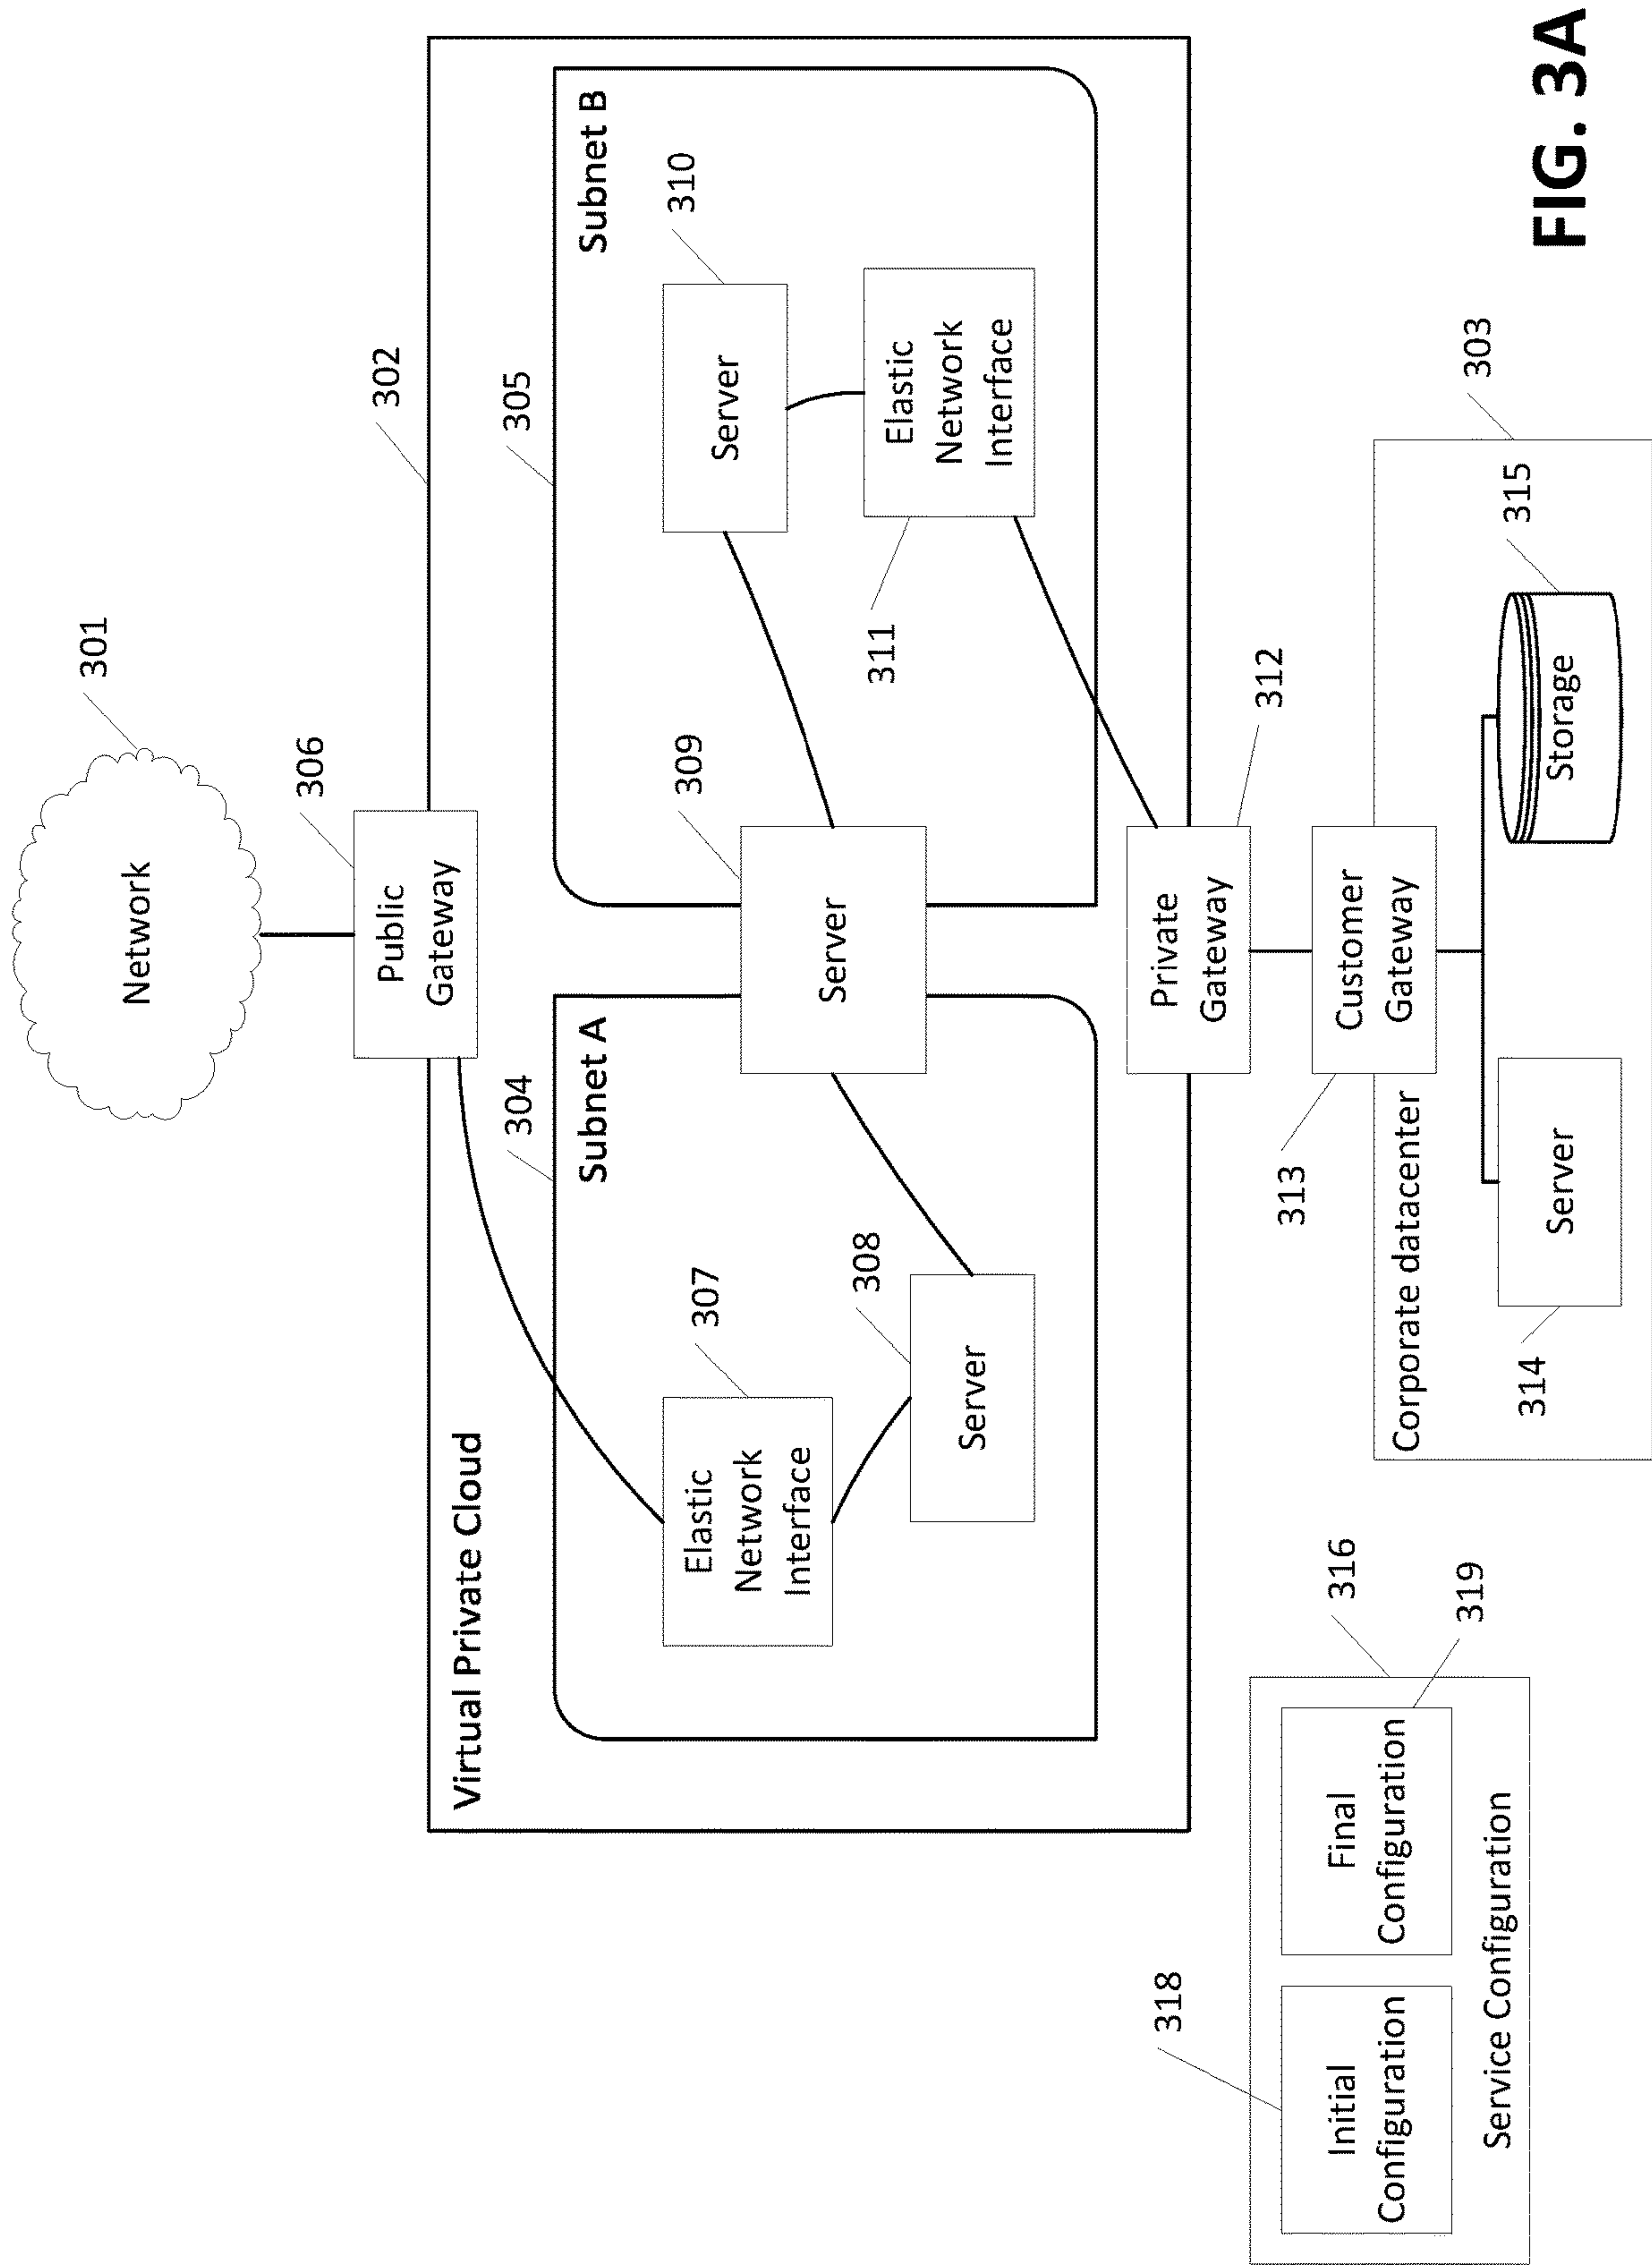 301
Network
306
Public
Gateway
302
Virtual Private Cloud
304
Subnet A
305
Subnet B
307
Elastic
Network
Interface
308
Server
309
Server
310
Server
311
Elastic
Network
Interface
Private
Gateway
312
313
Customer
Gateway
303
Corporate datacenter
314
Server
315
Storage
316
318
Initial
Configuration
319
Final
Configuration
Service Configuration
FIG. 3A